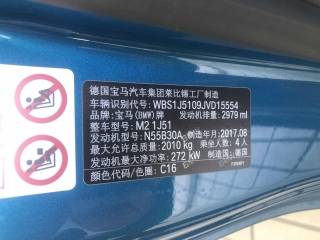 德国宝马汽车集团莱比锡工厂制造
车辆识别代号: WBS1J5109JVD15554
品牌: 宝马(BMW)牌 发动机排量: 2979 ml
整车型号: M2 1J51
发动机型号: N55B30A 制造年月 2017.08
最大允许总质量: 2010 kg 乘坐人数: 4 人
发动机最大净功率: 272 kW 制造国: 德国
颜色代码/色圈: C16